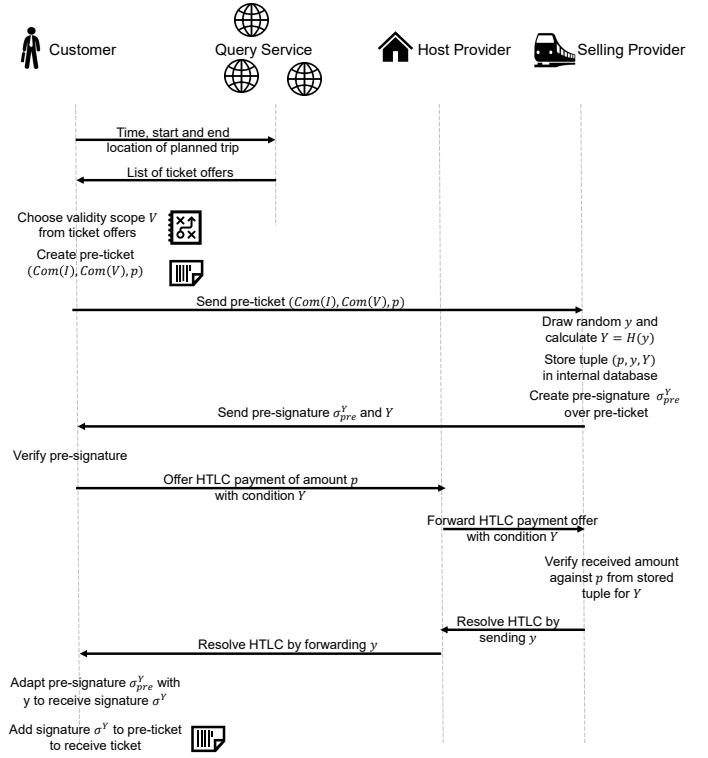 Customer
Query Service
Host Provider
Selling Provider
Time, start and end
location of planned trip
List of ticket offers
Choose validity scope V
from ticket offers
Create pre-ticket
(Com(I), Com(V), p)
Send pre-ticket (Com(I), Com(V), p)
Draw random y and
calculate Y = H(y)
Store tuple (p, y, Y)
in internal database
Create pre-signature σ_pre^Y
over pre-ticket
Send pre-signature σ_pre^Y and Y
Verify pre-signature
Offer HTLC payment of amount p
with condition Y
Forward HTLC payment offer
with condition Y
Verify received amount
against p from stored
tuple for Y
Resolve HTLC by
sending y
Resolve HTLC by forwarding y
Adapt pre-signature σ_pre^Y with
y to receive signature σ^Y
Add signature σ^Y to pre-ticket
to receive ticket